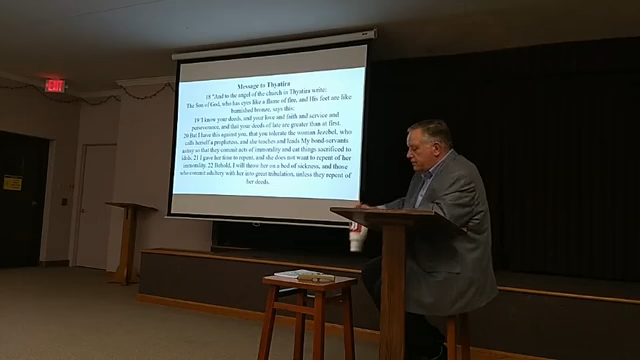 EXIT
Message to Thyatira
18 "And to the angel of the church in Thyatira write:
The Son of God, who has eyes like a flame of fire, and His feet are like
burnished bronze, says this:
19 'I know your deeds, and your love and faith and service and
perseverance, and that your deeds of late are greater than at first.
20 But I have this against you, that you tolerate the woman Jezebel, who
calls herself a prophetess, and she teaches and leads My bond-servants
astray so that they commit acts of immorality and eat things sacrificed to
idols. 21 I gave her time to repent, and she does not want to repent of her
immorality. 22 Behold, I will throw her on a bed of sickness, and those
who commit adultery with her into great tribulation, unless they repent of
her deeds.